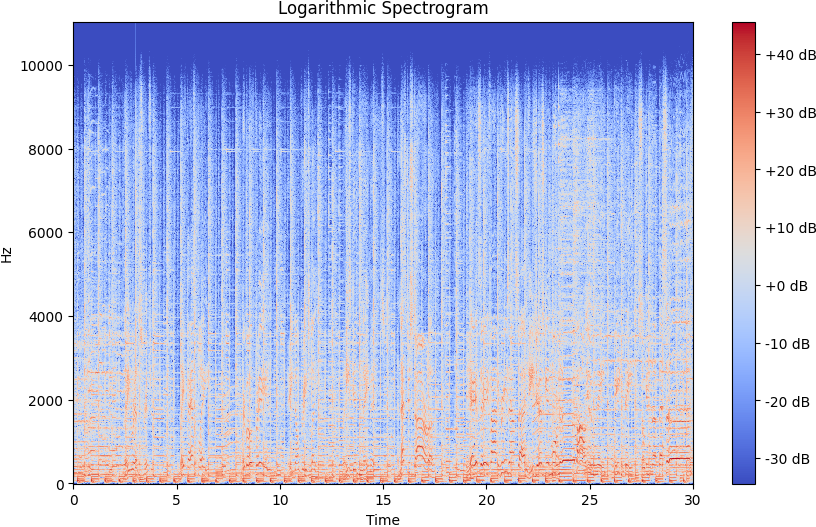 Logarithmic Spectrogram
10000
8000
6000
4000
2000
0
Hz
0 5 10 15 20 25 30
Time
+40 dB
+30 dB
+20 dB
+10 dB
+0 dB
-10 dB
-20 dB
-30 dB